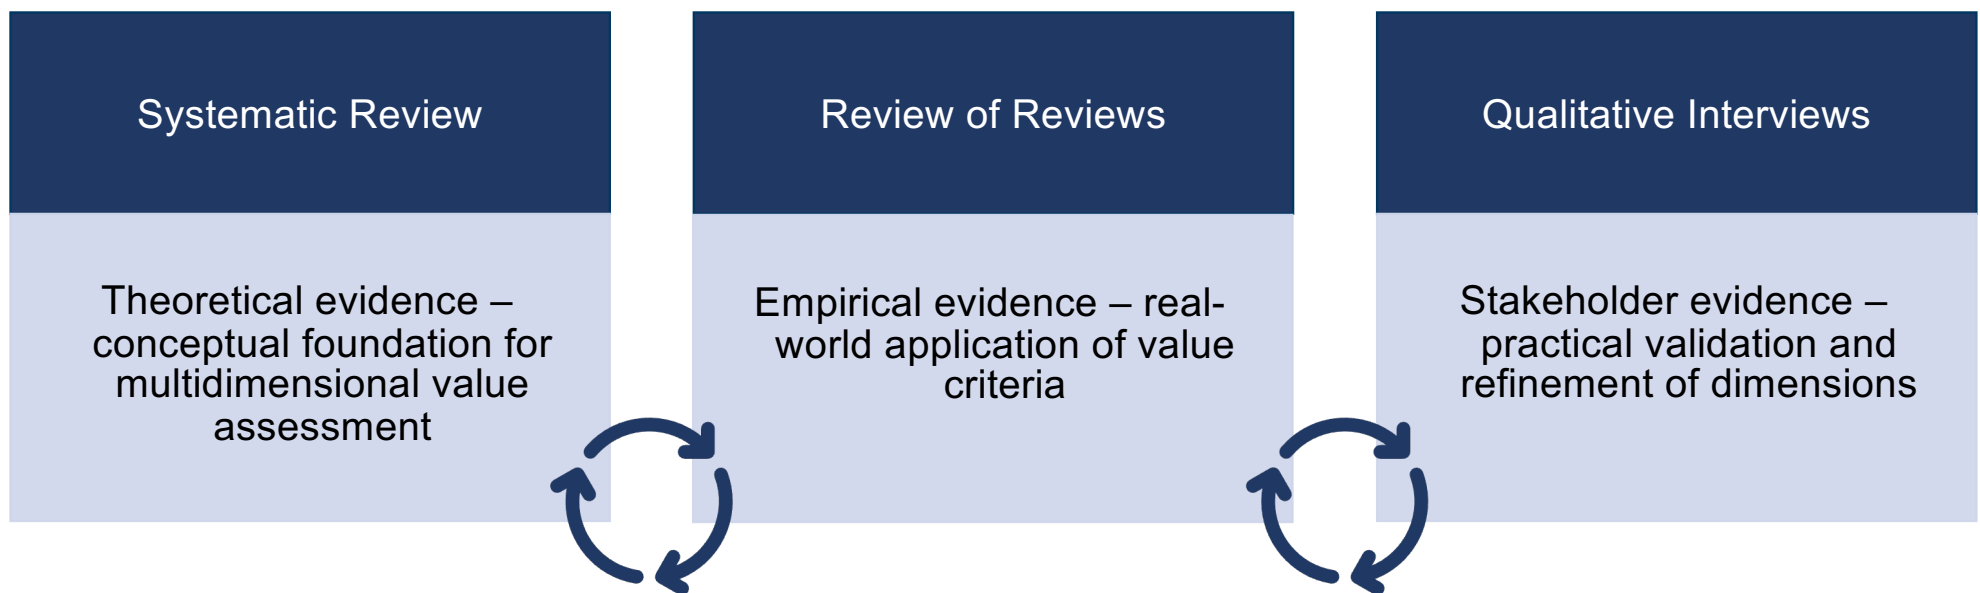 Systematic Review
Theoretical evidence –
conceptual foundation for
multidimensional value
assessment
Review of Reviews
Empirical evidence – real-
world application of value
criteria
Qualitative Interviews
Stakeholder evidence –
practical validation and
refinement of dimensions